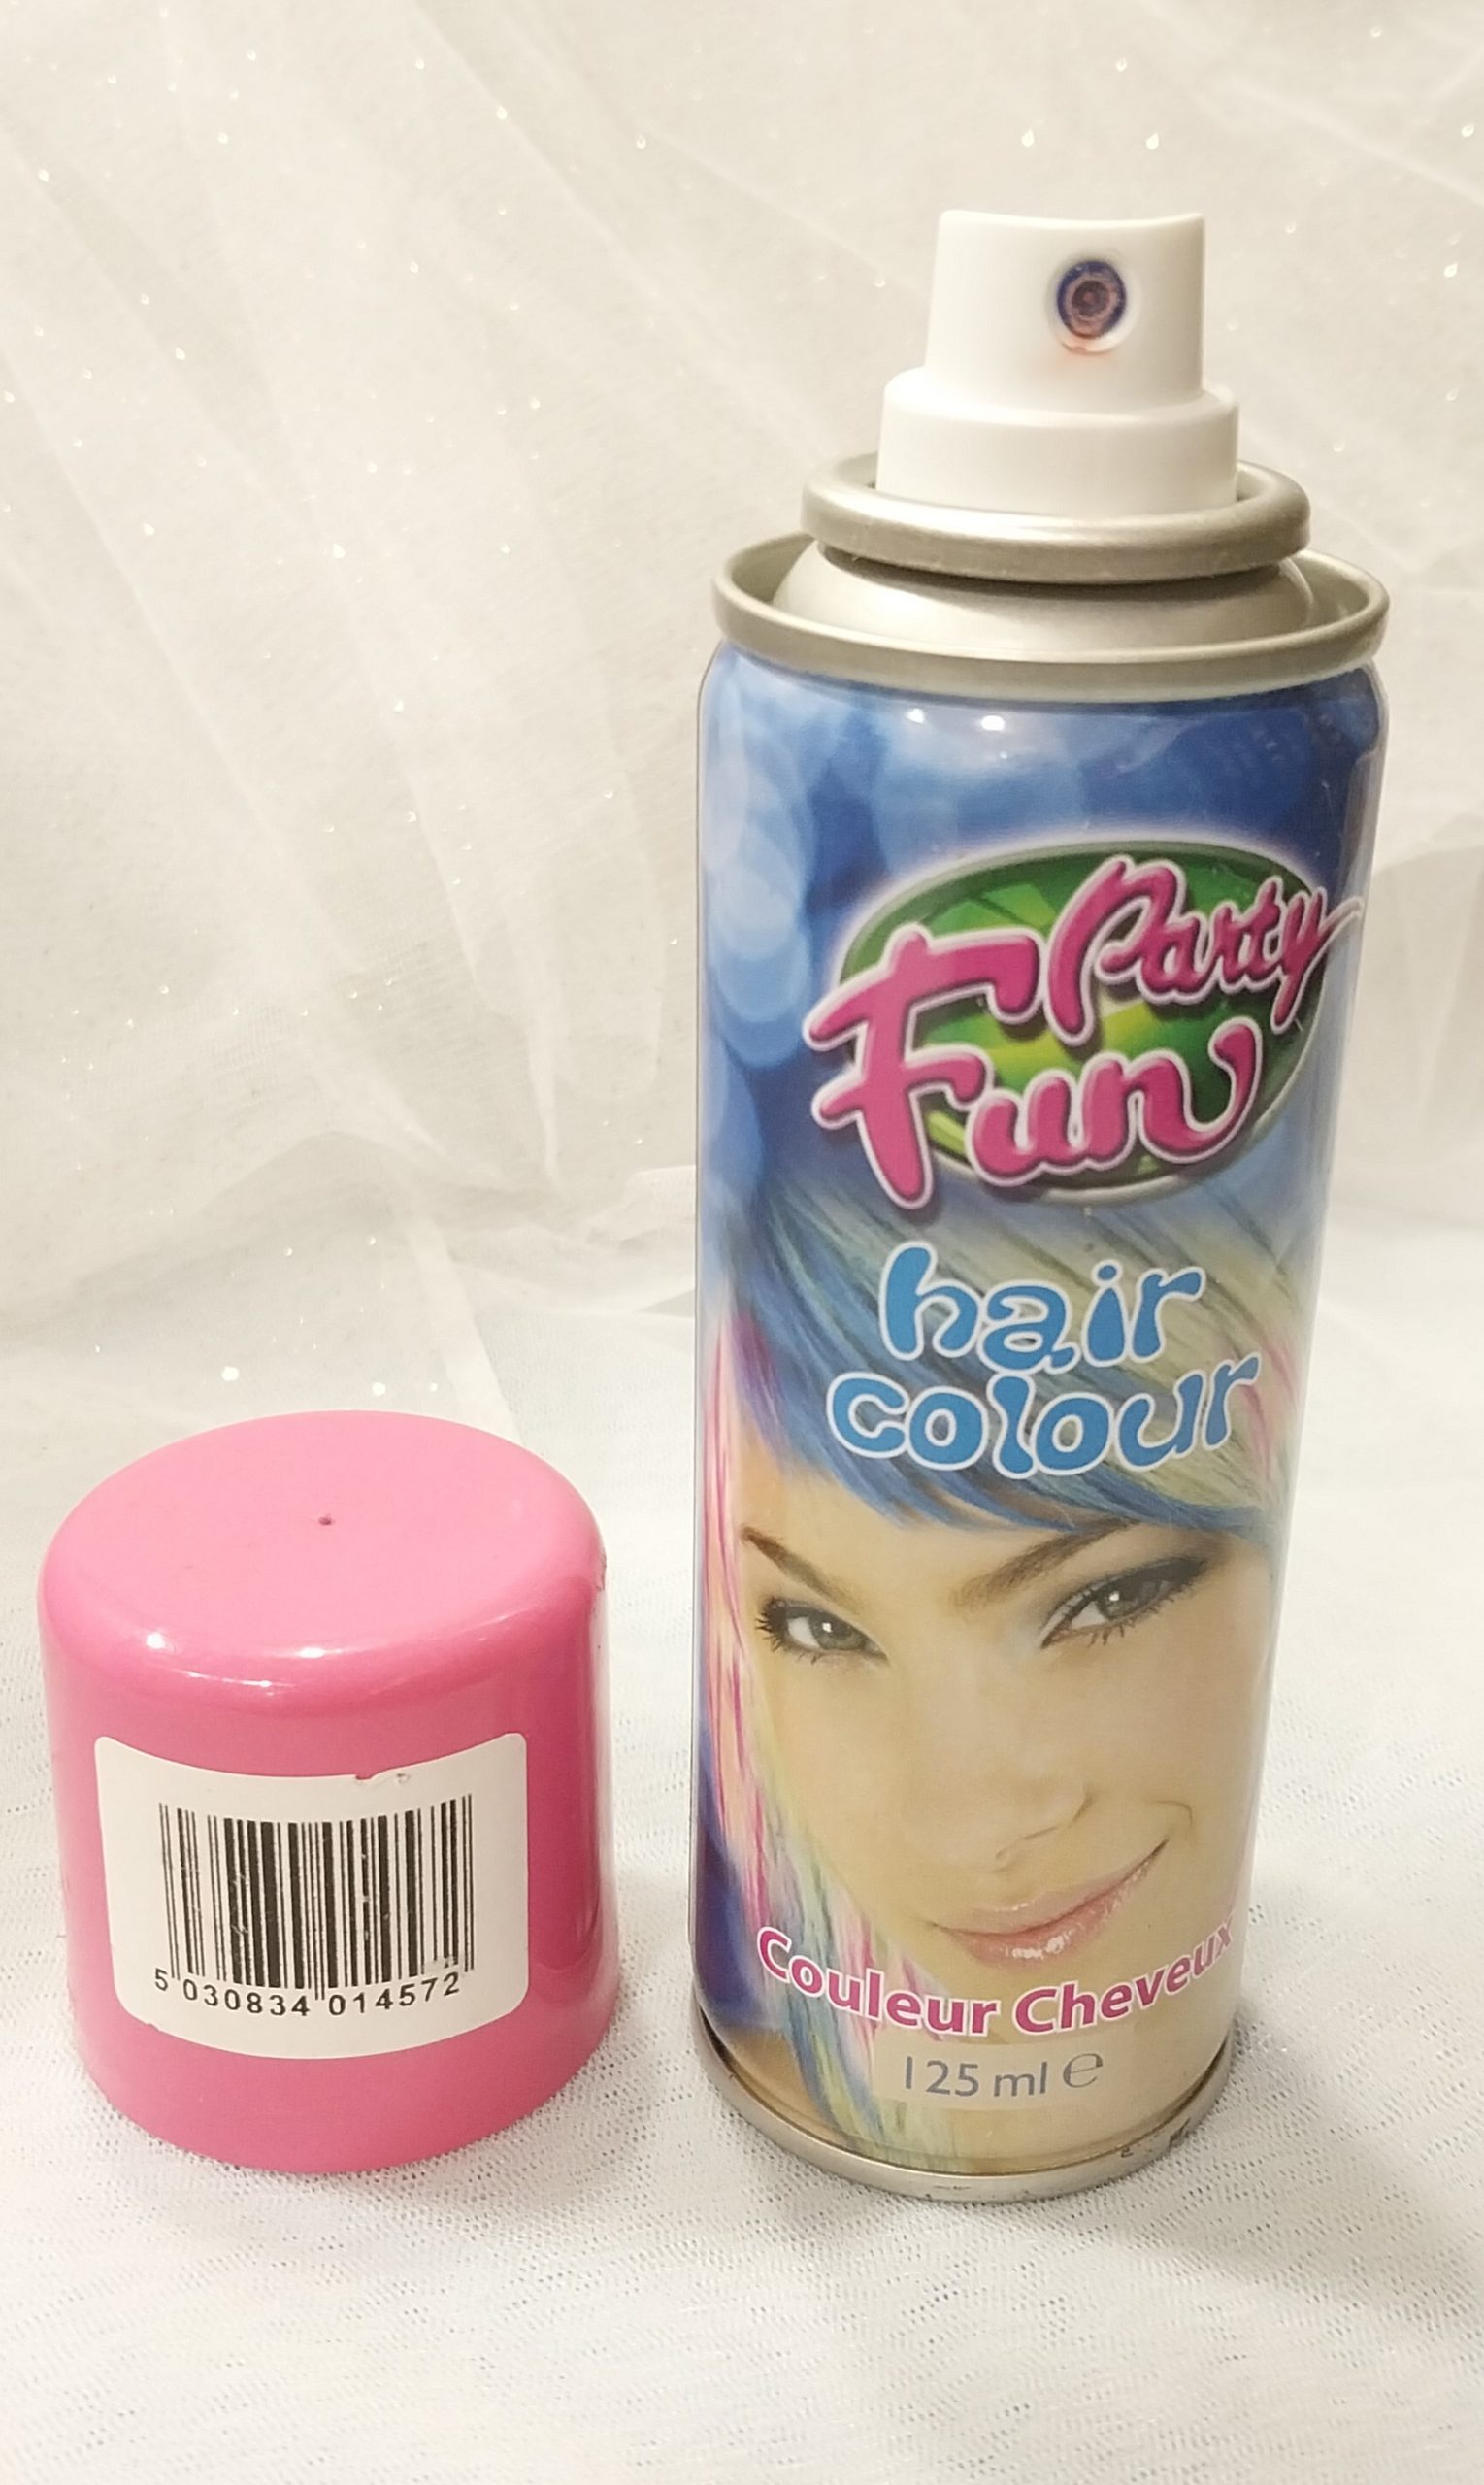 Party
Fun
hair
colour
Couleur Cheveux
125 ml ℮
5 030834 014572